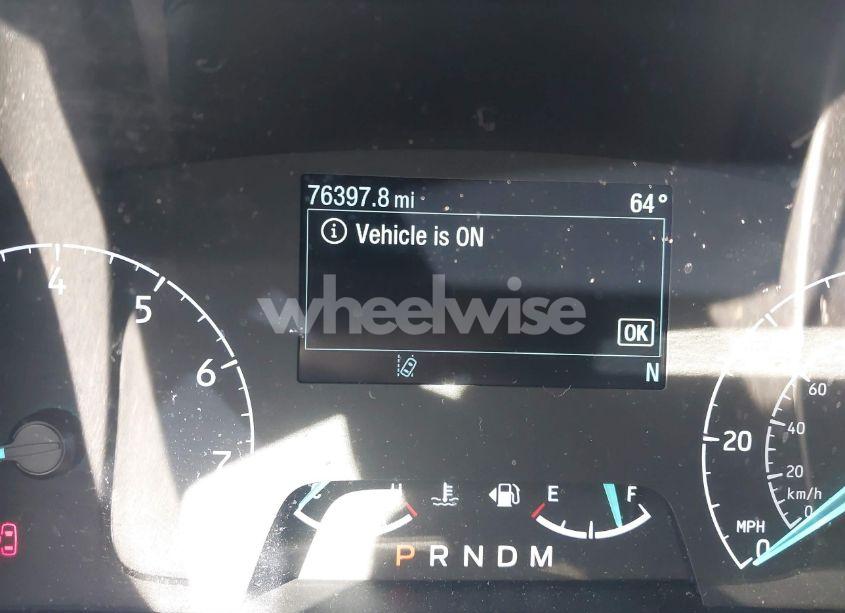 76397.8 mi 64°
Vehicle is ON
wheelwise
OK
N
4
5
6
7
C H E F
P R N D M
20
60
40
20
km/h
0
MPH
0